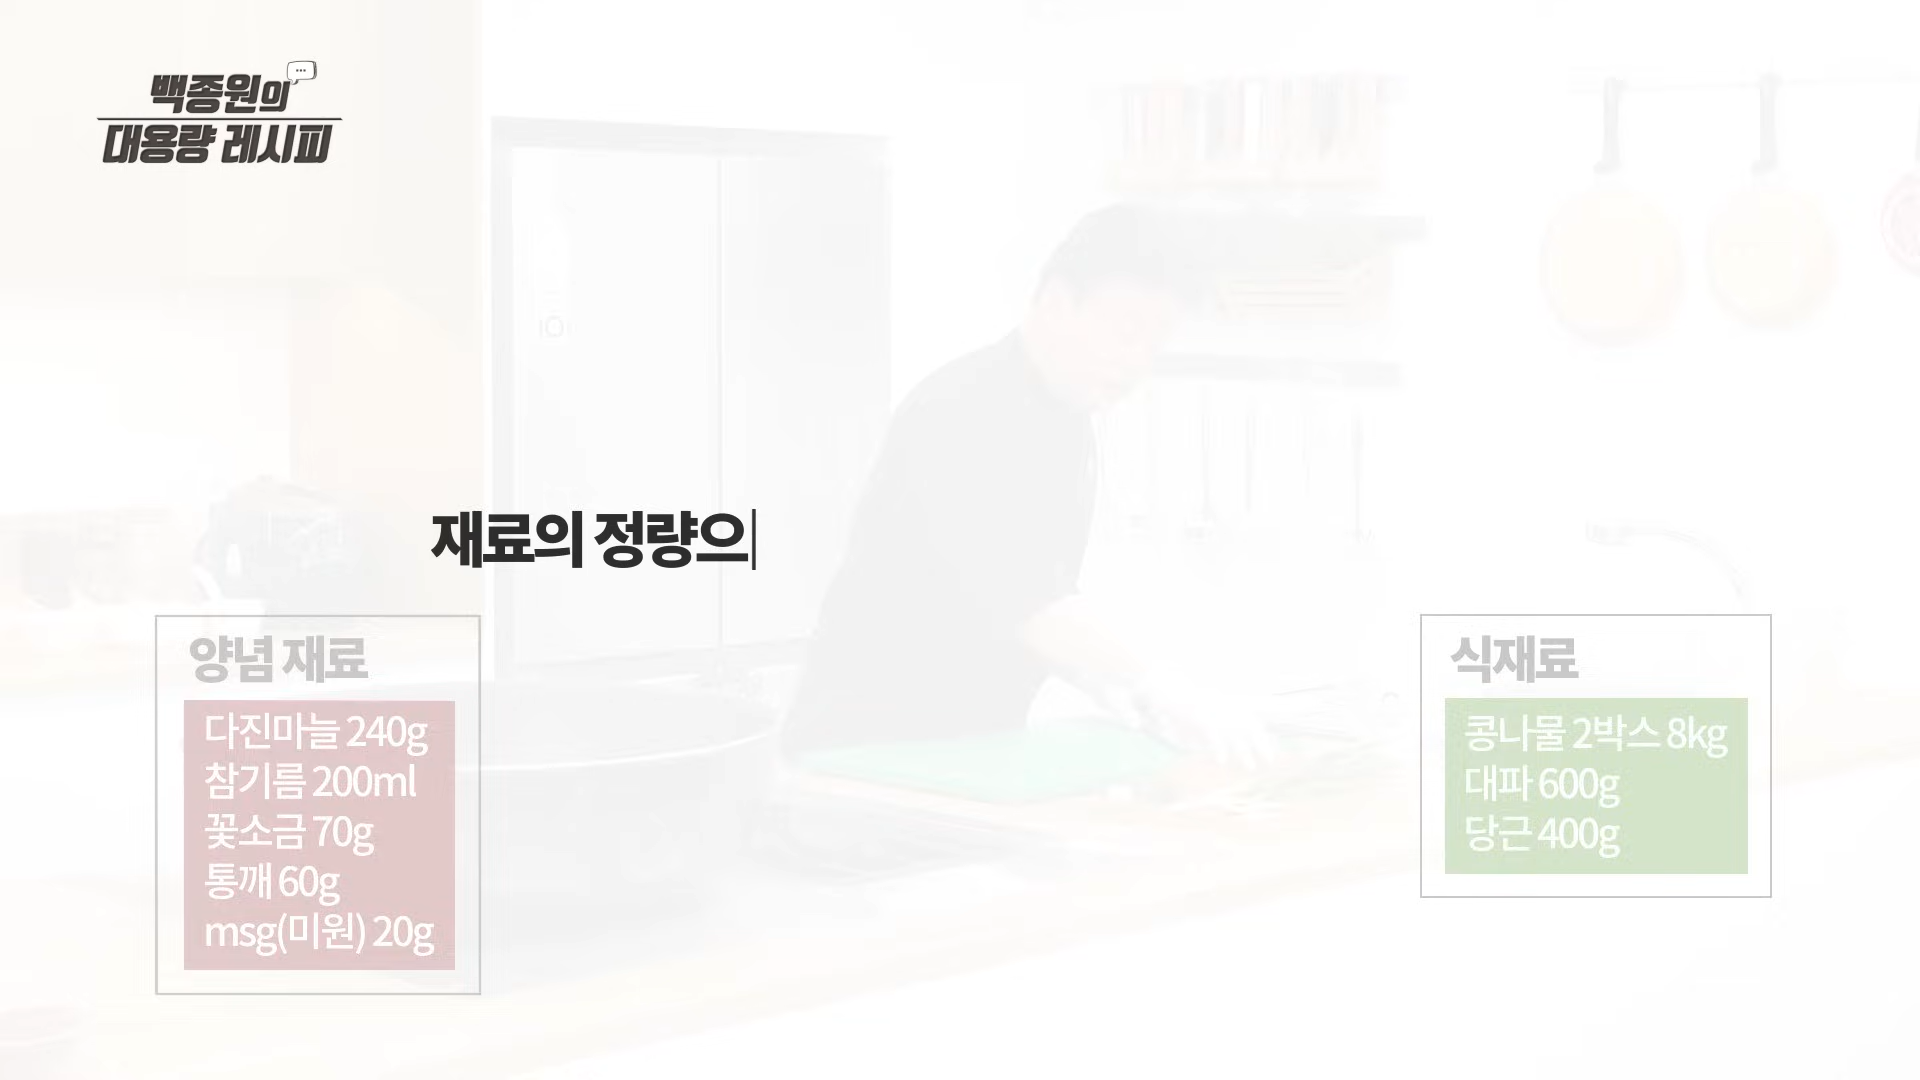 백종원의
대용량 레시피
재료의 정량으
양념 재료
다진마늘 240g
참기름 200ml
꽃소금 70g
통깨 60g
msg(미원) 20g
식재료
콩나물 2박스 8kg
대파 600g
당근 400g